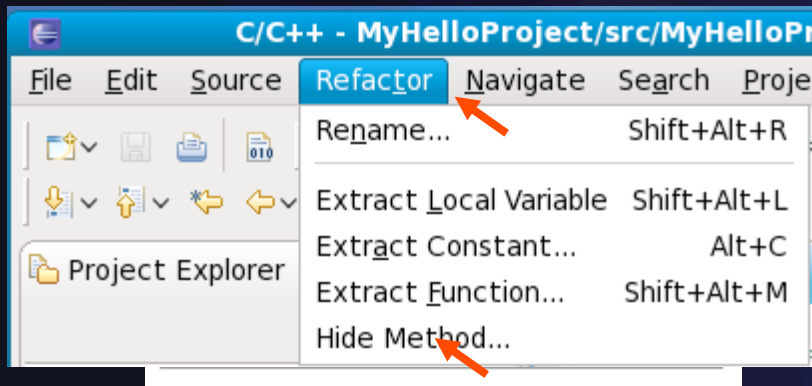 C/C++ - MyHelloProject/src/MyHelloPr
File Edit Source Refactor Navigate Search Proje
Rename... Shift+Alt+R
010
Extract Local Variable Shift+Alt+L
Extract Constant... Alt+C
Project Explorer
Extract Function... Shift+Alt+M
Hide Method...